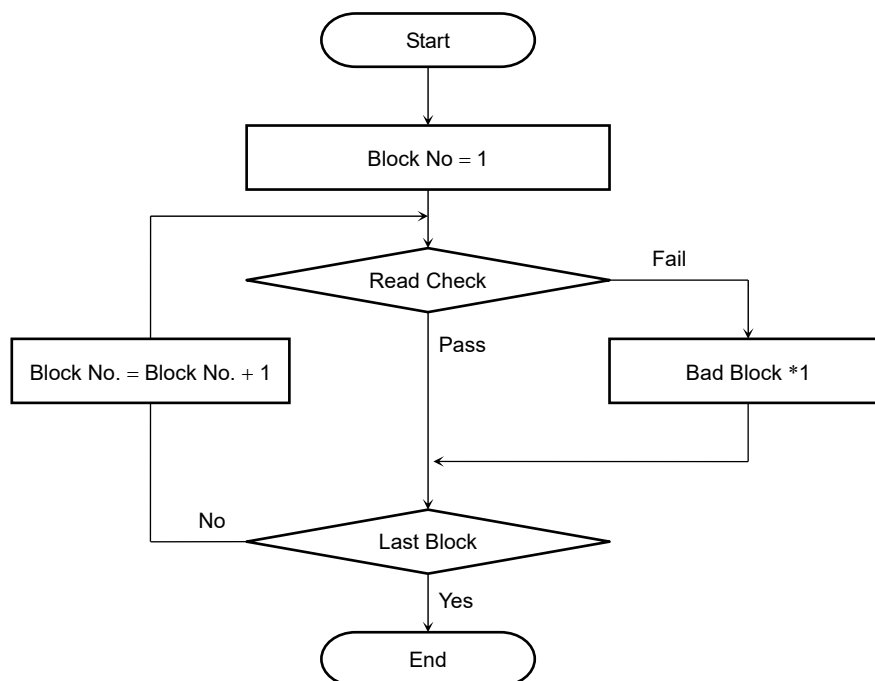 Start
Block No = 1
Read Check
Fail
Pass
Block No. = Block No. + 1
Bad Block *1
No
Last Block
Yes
End